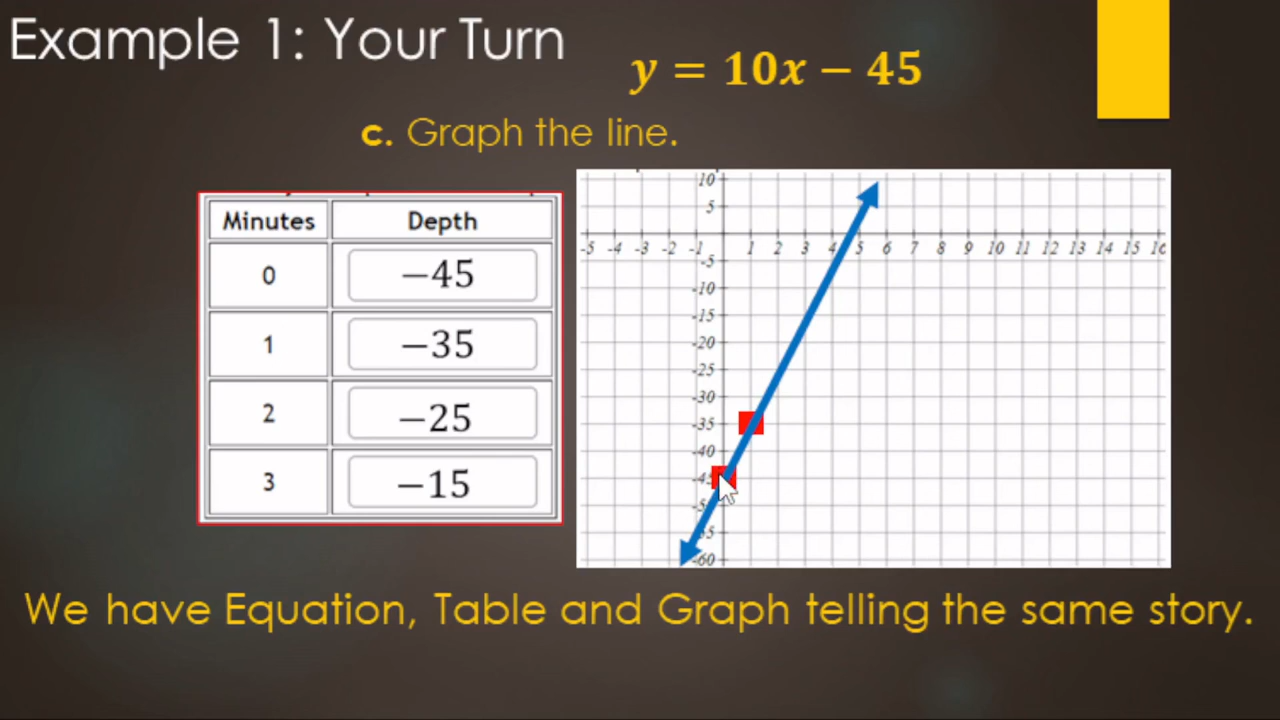 Example 1: Your Turn
y = 10x − 45
c. Graph the line.
Minutes Depth
0 −45
1 −35
2 −25
3 −15
10
5
-5 -4 -3 -2 -1 1 2 3 4 5 6 7 8 9 10 11 12 13 14 15
-5
-10
-15
-20
-25
-30
-35
-40
-60
We have Equation, Table and Graph telling the same story.